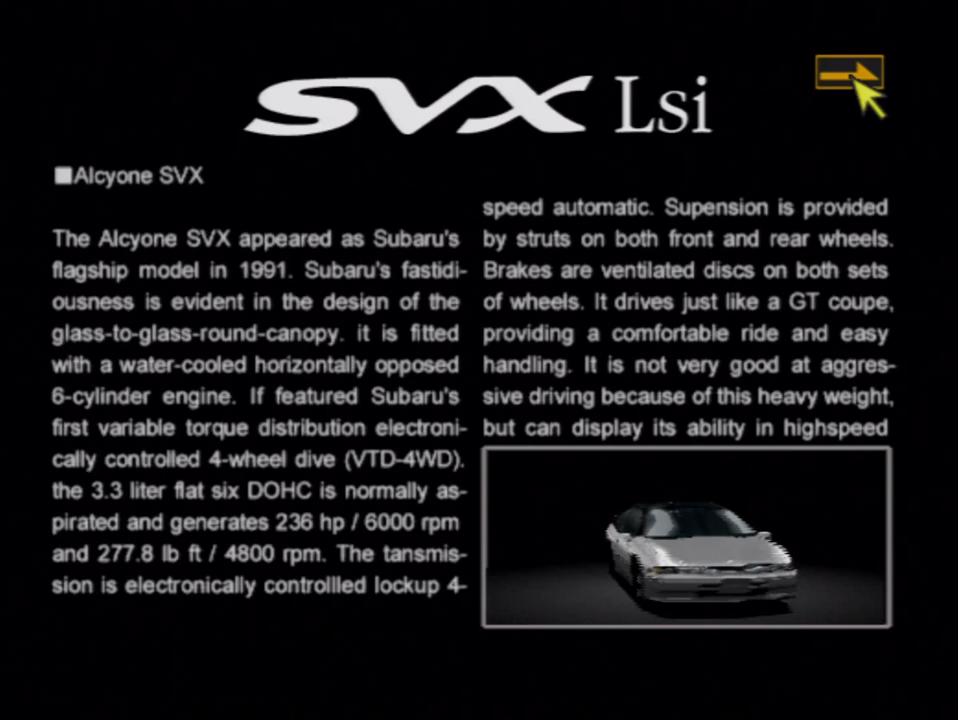 SVX Lsi
■Alcyone SVX
The Alcyone SVX appeared as Subaru's
flagship model in 1991. Subaru's fastidi-
ousness is evident in the design of the
glass-to-glass-round-canopy. it is fitted
with a water-cooled horizontally opposed
6-cylinder engine. If featured Subaru's
first variable torque distribution electroni-
cally controlled 4-wheel dive (VTD-4WD).
the 3.3 liter flat six DOHC is normally as-
pirated and generates 236 hp / 6000 rpm
and 277.8 lb ft / 4800 rpm. The tansmis-
sion is electronically controllled lockup 4-
speed automatic. Supension is provided
by struts on both front and rear wheels.
Brakes are ventilated discs on both sets
of wheels. It drives just like a GT coupe,
providing a comfortable ride and easy
handling. It is not very good at aggres-
sive driving because of this heavy weight,
but can display its ability in highspeed